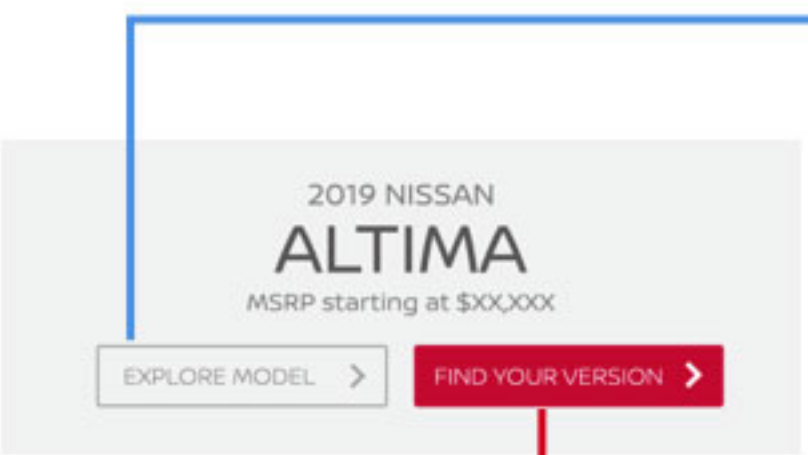 2019 NISSAN
ALTIMA
MSRP starting at $XX,XXX
EXPLORE MODEL
FIND YOUR VERSION